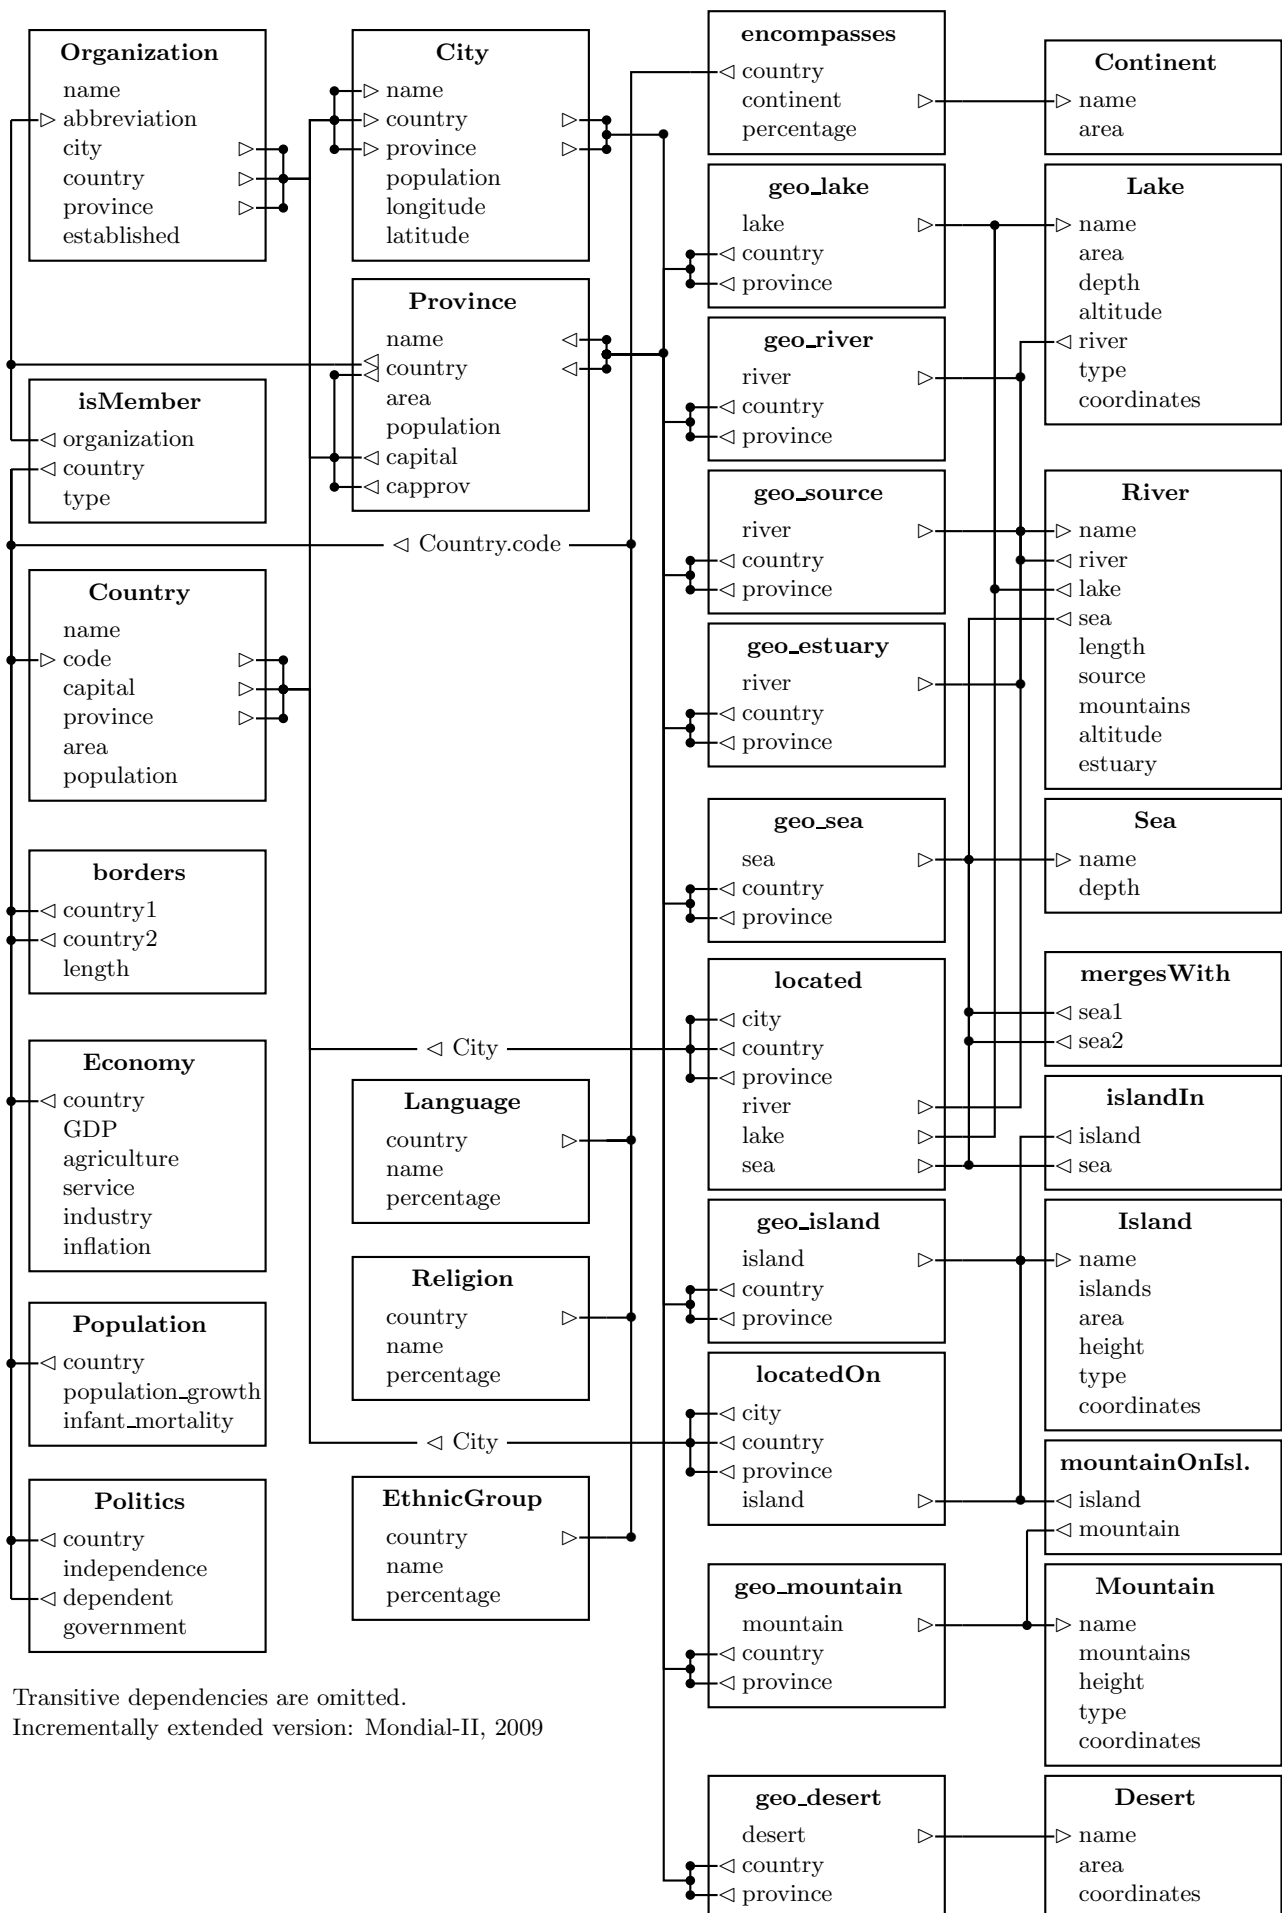 Organization
name
abbreviation
city
country
province
established
isMember
organization
country
type
Country
name
code
capital
province
area
population
borders
country1
country2
length
Economy
country
GDP
agriculture
service
industry
inflation
Population
country
population_growth
infant_mortality
Politics
country
independence
dependent
government
City
name
country
province
population
longitude
latitude
Province
name
country
area
population
capital
capprov
Country.code
City
Language
country
name
percentage
Religion
country
name
percentage
City
EthnicGroup
country
name
percentage
encompasses
country
continent
percentage
geo_lake
lake
country
province
geo_river
river
country
province
geo_source
river
country
province
geo_estuary
river
country
province
geo_sea
sea
country
province
located
city
country
province
river
lake
sea
geo_island
island
country
province
locatedOn
city
country
province
island
geo_mountain
mountain
country
province
geo_desert
desert
country
province
Continent
name
area
Lake
name
area
depth
altitude
river
type
coordinates
River
name
river
lake
sea
length
source
mountains
altitude
estuary
Sea
name
depth
mergesWith
sea1
sea2
islandIn
island
sea
Island
name
islands
area
height
type
coordinates
mountainOnIsl.
island
mountain
Mountain
name
mountains
height
type
coordinates
Desert
name
area
coordinates
Transitive dependencies are omitted.
Incrementally extended version: Mondial-II, 2009